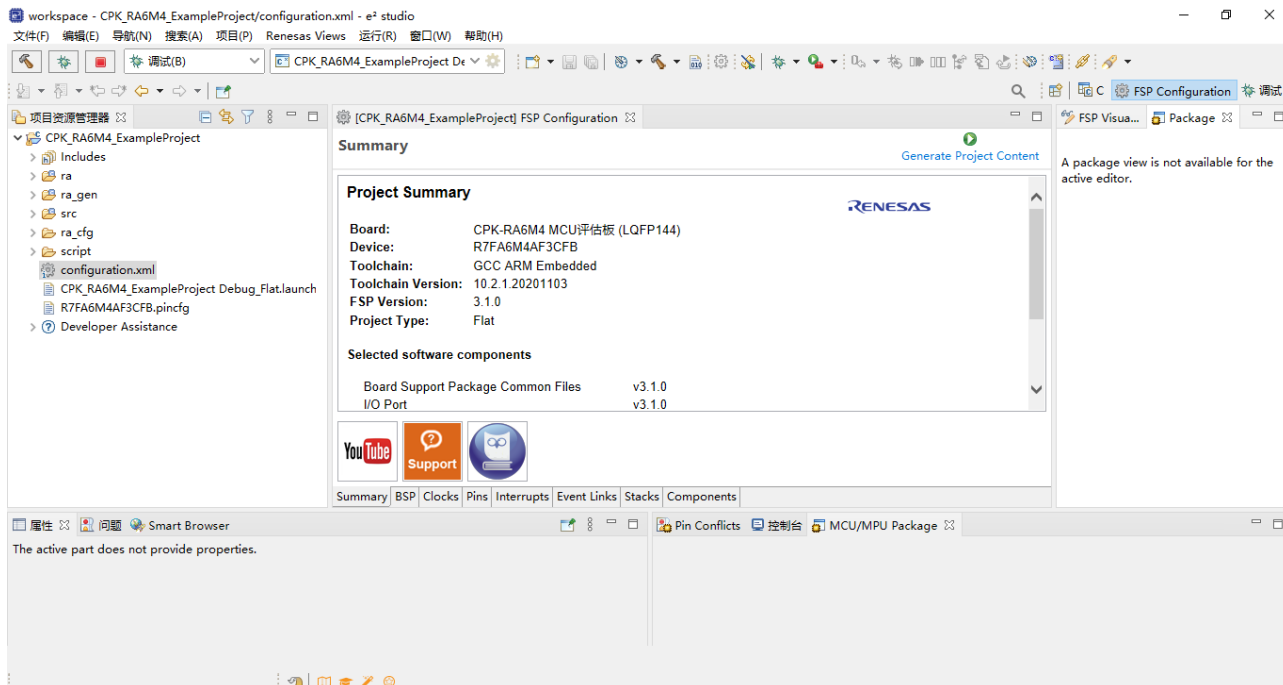 workspace - CPK_RA6M4_ExampleProject/configuration.xml - e² studio
文件(F) 编辑(E) 导航(N) 搜索(A) 项目(P) Renesas Views 运行(R) 窗口(W) 帮助(H)
调试(B) CPK_RA6M4_ExampleProject De
C FSP Configuration 调试
项目资源管理器
CPK_RA6M4_ExampleProject
Includes
ra
ra_gen
src
ra_cfg
script
configuration.xml
CPK_RA6M4_ExampleProject Debug_Flat.launch
R7FA6M4AF3CFB.pincfg
Developer Assistance
[CPK_RA6M4_ExampleProject] FSP Configuration
Summary
Generate Project Content
Project Summary
RENESAS
Board: CPK-RA6M4 MCU评估板 (LQFP144)
Device: R7FA6M4AF3CFB
Toolchain: GCC ARM Embedded
Toolchain Version: 10.2.1.20201103
FSP Version: 3.1.0
Project Type: Flat
Selected software components
Board Support Package Common Files v3.1.0
I/O Port v3.1.0
YouTube
Support
Summary BSP Clocks Pins Interrupts Event Links Stacks Components
FSP Visua... Package
A package view is not available for the
active editor.
属性 问题 Smart Browser
The active part does not provide properties.
Pin Conflicts 控制台 MCU/MPU Package